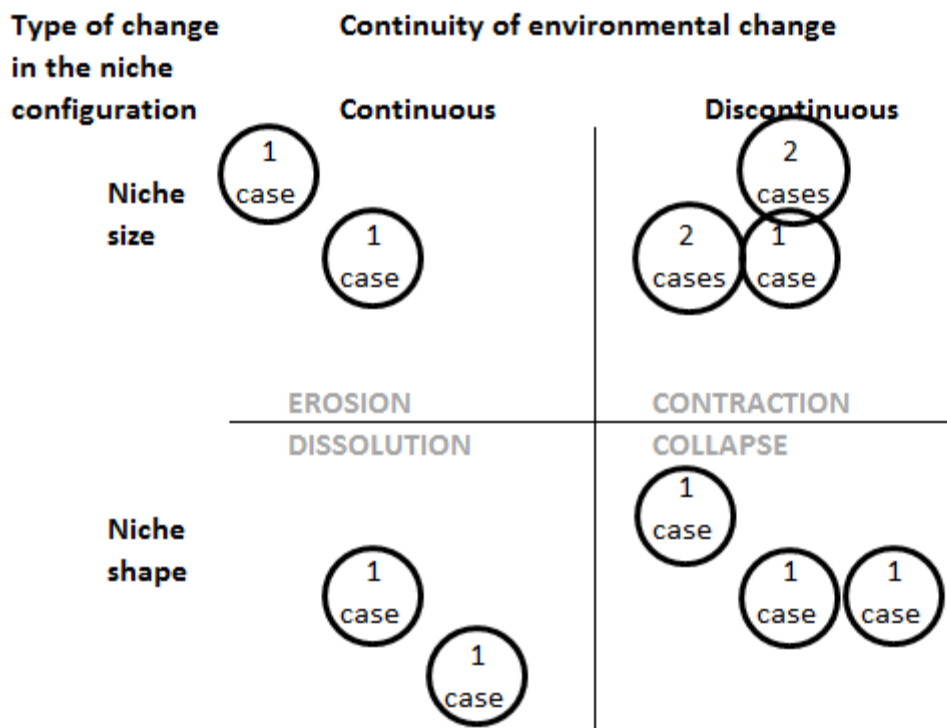 Type of change
in the niche
configuration
Continuity of environmental change
Continuous
Discontinuous
Niche
size
1
case
1
case
2
cases
2
cases
1
case
EROSION
CONTRACTION
DISSOLUTION
COLLAPSE
Niche
shape
1
case
1
case
1
case
1
case
1
case